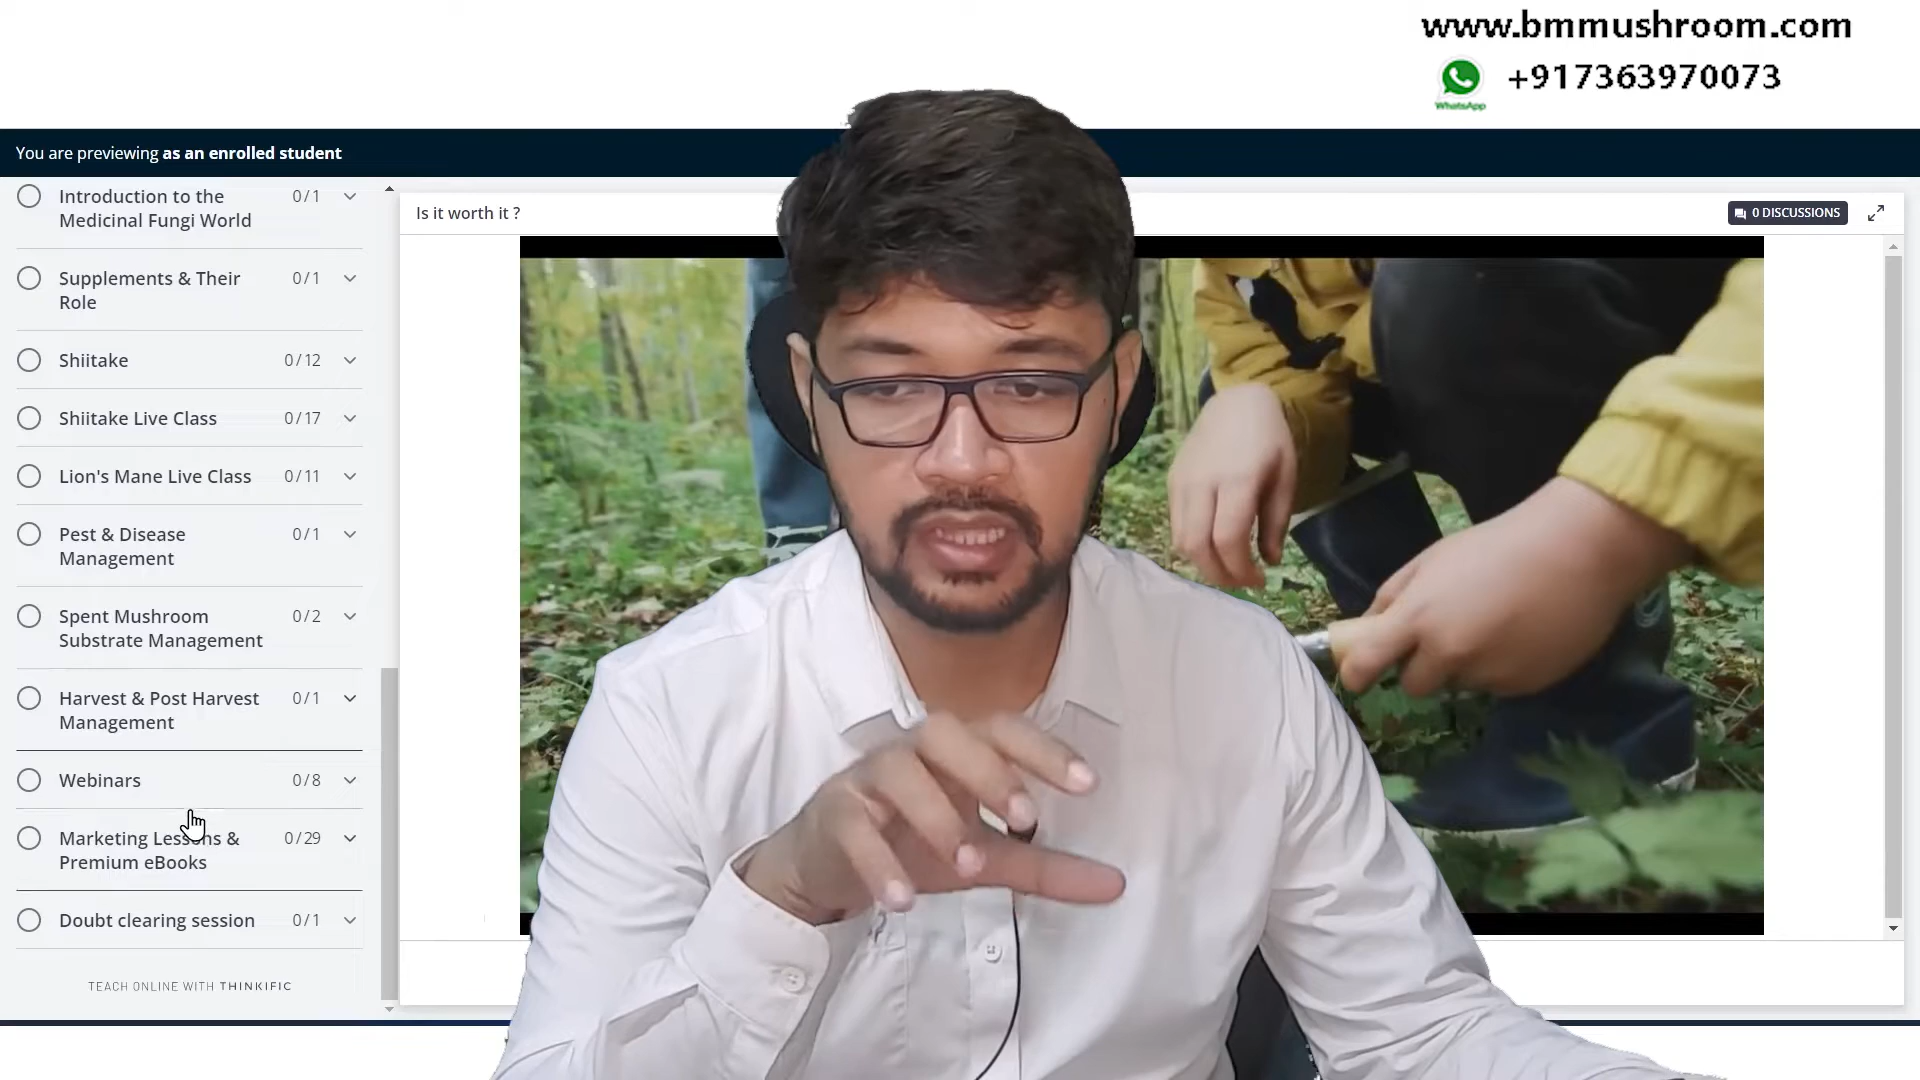 www.bmmushroom.com
WhatsApp
+917363970073
You are previewing as an enrolled student
Introduction to the
Medicinal Fungi World
0 / 1
Supplements & Their
Role
0 / 1
Shiitake
0 / 12
Shiitake Live Class
0 / 17
Lion's Mane Live Class
0 / 11
Pest & Disease
Management
0 / 1
Spent Mushroom
Substrate Management
0 / 2
Harvest & Post Harvest
Management
0 / 1
Webinars
0 / 8
Marketing Lessons &
Premium eBooks
0 / 29
Doubt clearing session
0 / 1
TEACH ONLINE WITH THINKIFIC
Is it worth it ?
0 DISCUSSIONS